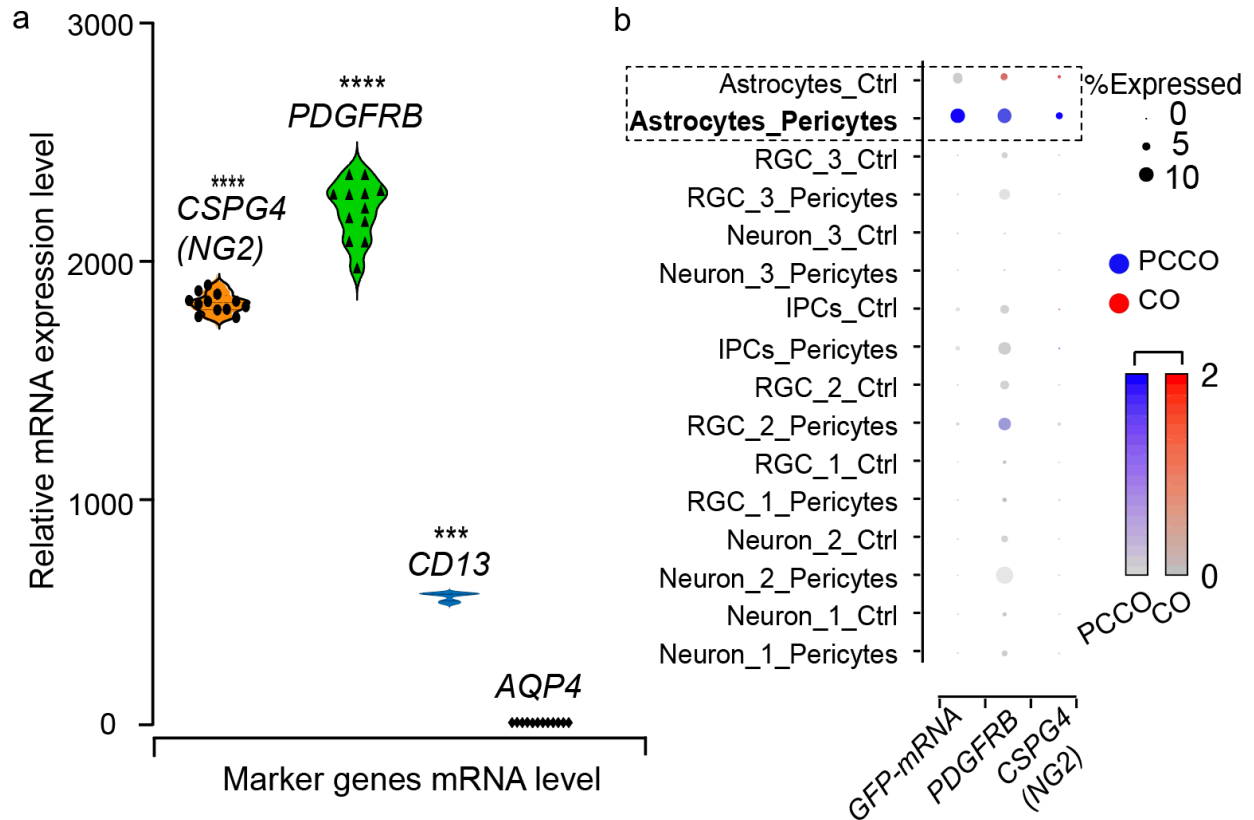 a
3000
2000
1000
0
Relative mRNA expression level
****
CSPG4
(NG2)
****
PDGFRB
***
CD13
AQP4
Marker genes mRNA level
b
Astrocytes_Ctrl
Astrocytes_Pericytes
RGC_3_Ctrl
RGC_3_Pericytes
Neuron_3_Ctrl
Neuron_3_Pericytes
IPCs_Ctrl
IPCs_Pericytes
RGC_2_Ctrl
RGC_2_Pericytes
RGC_1_Ctrl
RGC_1_Pericytes
Neuron_2_Ctrl
Neuron_2_Pericytes
Neuron_1_Ctrl
Neuron_1_Pericytes
GFP-mRNA
PDGFRB
CSPG4
(NG2)
%Expressed
0
5
10
PCCO
CO
2
0
PCCO
CO